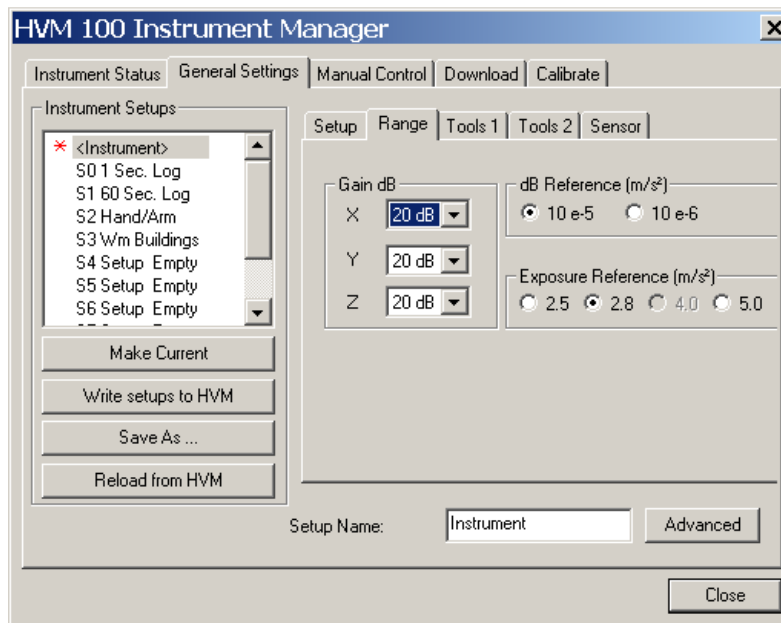 HVM 100 Instrument Manager
Instrument Status General Settings Manual Control Download Calibrate
Instrument Setups
* <Instrument>
S0 1 Sec. Log
S1 60 Sec. Log
S2 Hand/Arm
S3 Wm Buildings
S4 Setup Empty
S5 Setup Empty
S6 Setup Empty
Make Current
Write setups to HVM
Save As ...
Reload from HVM
Setup Range Tools 1 Tools 2 Sensor
Gain dB
X 20 dB
Y 20 dB
Z 20 dB
dB Reference (m/s²)
10 e-5 10 e-6
Exposure Reference (m/s²)
2.5 2.8 4.0 5.0
Setup Name: Instrument Advanced
Close